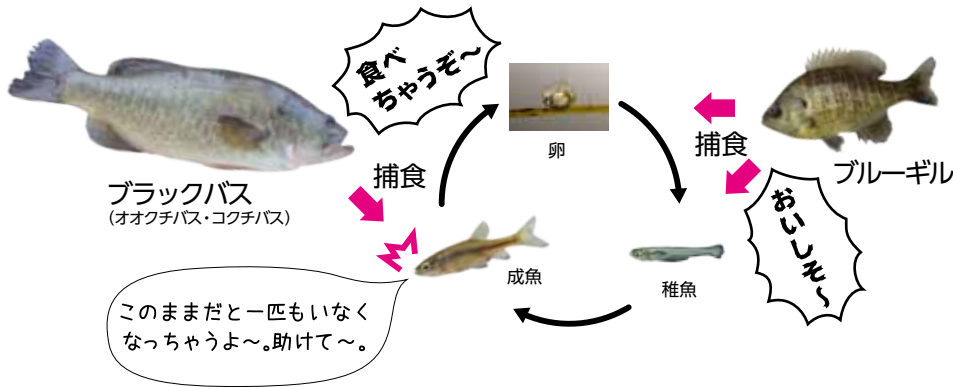 食べ
ちゃうぞ〜
卵
捕食
ブルーギル
捕食
ブラックバス
（オオクチバス・コクチバス）
おいしそ〜
成魚
稚魚
このままだと一匹もいなく
なっちゃうよ〜。助けて〜。